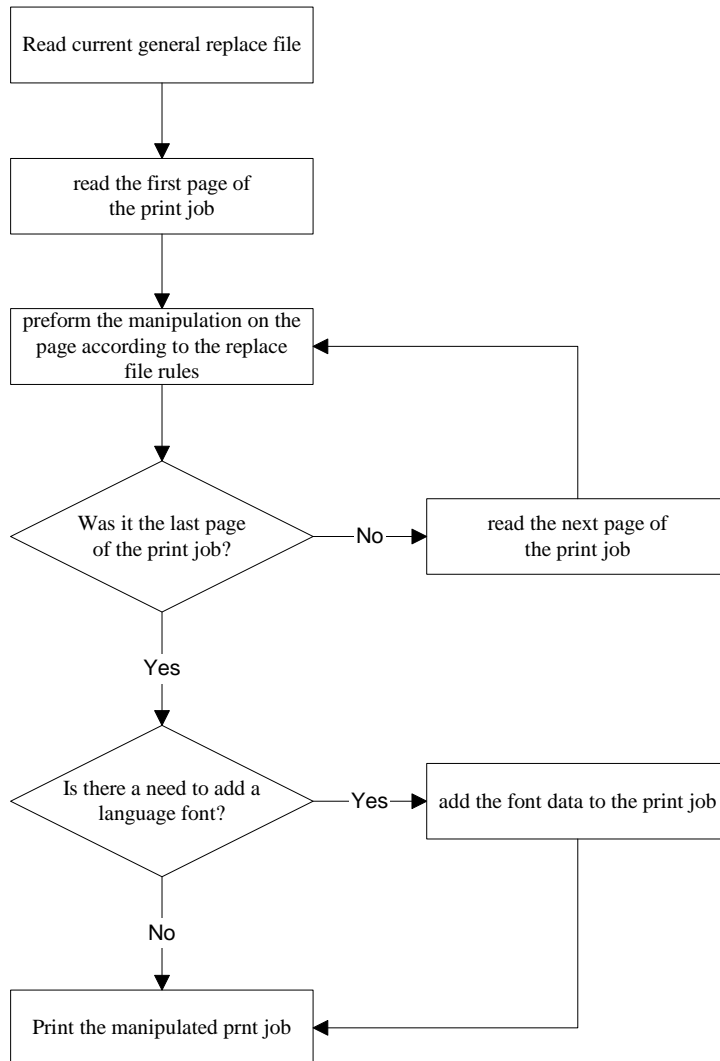 Read current general replace file
read the first page of
the print job
preform the manipulation on the
page according to the replace
file rules
Was it the last page
of the print job?
No
read the next page of
the print job
Yes
Is there a need to add a
language font?
Yes
add the font data to the print job
No
Print the manipulated prnt job